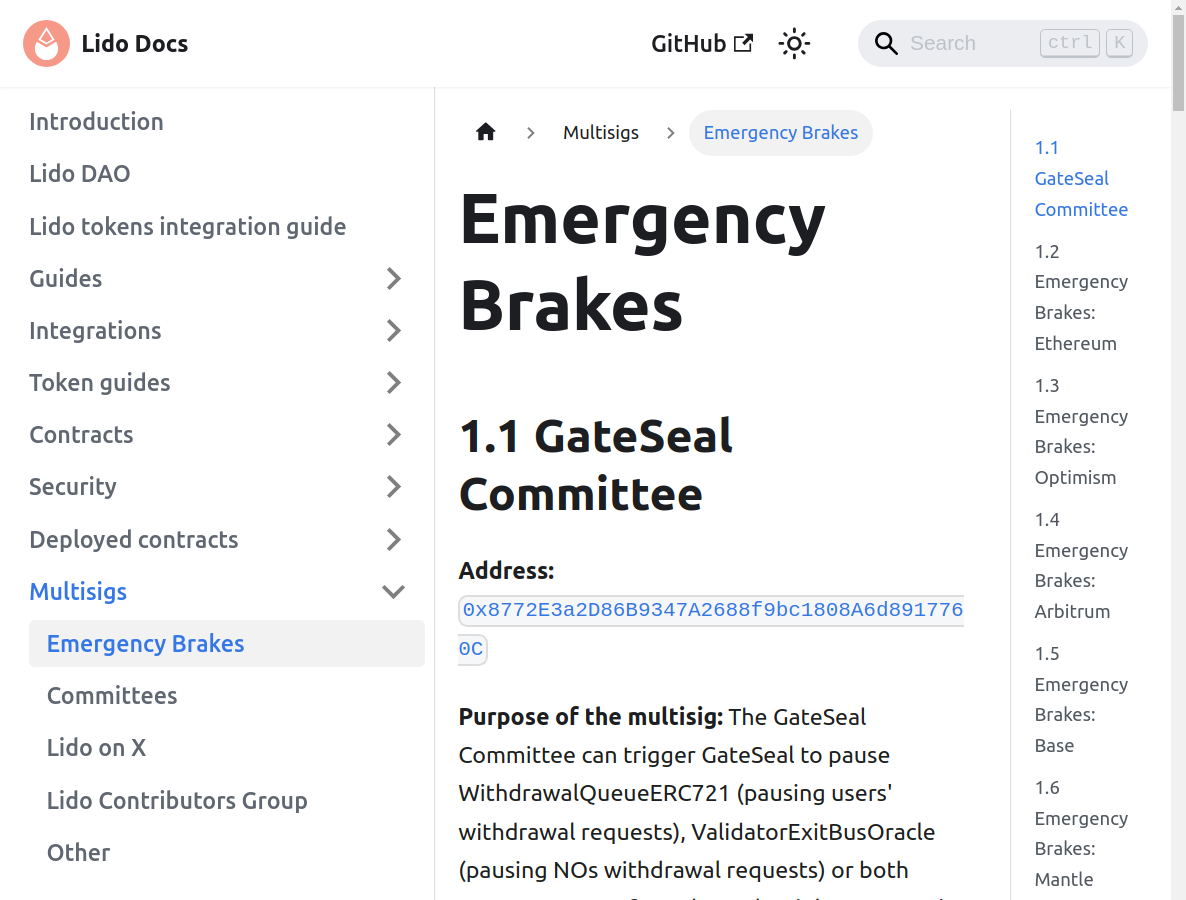 Lido Docs
GitHub
Search
ctrl K
Introduction
Lido DAO
Lido tokens integration guide
Guides
Integrations
Token guides
Contracts
Security
Deployed contracts
Multisigs
Emergency Brakes
Committees
Lido on X
Lido Contributors Group
Other
Multisigs
Emergency Brakes
Emergency
Brakes
1.1 GateSeal
Committee
Address:
0x8772E3a2D86B9347A2688f9bc1808A6d891776
0C
Purpose of the multisig: The GateSeal
Committee can trigger GateSeal to pause
WithdrawalQueueERC721 (pausing users'
withdrawal requests), ValidatorExitBusOracle
(pausing NOs withdrawal requests) or both
1.1
GateSeal
Committee
1.2
Emergency
Brakes:
Ethereum
1.3
Emergency
Brakes:
Optimism
1.4
Emergency
Brakes:
Arbitrum
1.5
Emergency
Brakes:
Base
1.6
Emergency
Brakes:
Mantle